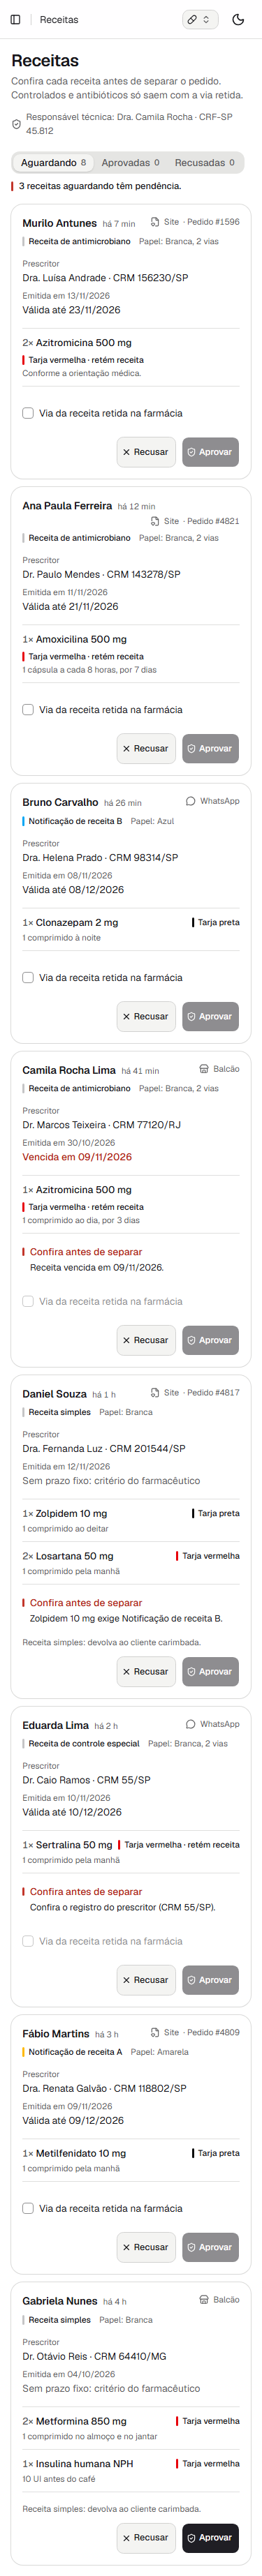 Receitas
Receitas
Confira cada receita antes de separar o pedido.
Controlados e antibióticos só saem com a via retida.
Responsável técnica: Dra. Camila Rocha · CRF-SP
45.812
Aguardando 8 Aprovadas 0 Recusadas 0
3 receitas aguardando têm pendência.
Murilo Antunes há 7 min Site · Pedido #1596
Receita de antimicrobiano Papel: Branca, 2 vias
Prescritor
Dra. Luísa Andrade · CRM 156230/SP
Emitida em 13/11/2026
Válida até 23/11/2026
2× Azitromicina 500 mg
Tarja vermelha · retém receita
Conforme a orientação médica.
Via da receita retida na farmácia
Recusar Aprovar
Ana Paula Ferreira há 12 min
Site · Pedido #4821
Receita de antimicrobiano Papel: Branca, 2 vias
Prescritor
Dr. Paulo Mendes · CRM 143278/SP
Emitida em 11/11/2026
Válida até 21/11/2026
1× Amoxicilina 500 mg
Tarja vermelha · retém receita
1 cápsula a cada 8 horas, por 7 dias
Via da receita retida na farmácia
Recusar Aprovar
Bruno Carvalho há 26 min WhatsApp
Notificação de receita B Papel: Azul
Prescritor
Dra. Helena Prado · CRM 98314/SP
Emitida em 08/11/2026
Válida até 08/12/2026
1× Clonazepam 2 mg Tarja preta
1 comprimido à noite
Via da receita retida na farmácia
Recusar Aprovar
Camila Rocha Lima há 41 min Balcão
Receita de antimicrobiano Papel: Branca, 2 vias
Prescritor
Dr. Marcos Teixeira · CRM 77120/RJ
Emitida em 30/10/2026
Vencida em 09/11/2026
1× Azitromicina 500 mg
Tarja vermelha · retém receita
1 comprimido ao dia, por 3 dias
Confira antes de separar
Receita vencida em 09/11/2026.
Via da receita retida na farmácia
Recusar Aprovar
Daniel Souza há 1 h Site · Pedido #4817
Receita simples Papel: Branca
Prescritor
Dra. Fernanda Luz · CRM 201544/SP
Emitida em 12/11/2026
Sem prazo fixo: critério do farmacêutico
1× Zolpidem 10 mg Tarja preta
1 comprimido ao deitar
2× Losartana 50 mg Tarja vermelha
1 comprimido pela manhã
Confira antes de separar
Zolpidem 10 mg exige Notificação de receita B.
Receita simples: devolva ao cliente carimbada.
Recusar Aprovar
Eduarda Lima há 2 h WhatsApp
Receita de controle especial Papel: Branca, 2 vias
Prescritor
Dr. Caio Ramos · CRM 55/SP
Emitida em 10/11/2026
Válida até 10/12/2026
1× Sertralina 50 mg Tarja vermelha · retém receita
1 comprimido pela manhã
Confira antes de separar
Confira o registro do prescritor (CRM 55/SP).
Via da receita retida na farmácia
Recusar Aprovar
Fábio Martins há 3 h Site · Pedido #4809
Notificação de receita A Papel: Amarela
Prescritor
Dra. Renata Galvão · CRM 118802/SP
Emitida em 09/11/2026
Válida até 09/12/2026
1× Metilfenidato 10 mg Tarja preta
1 comprimido pela manhã
Via da receita retida na farmácia
Recusar Aprovar
Gabriela Nunes há 4 h Balcão
Receita simples Papel: Branca
Prescritor
Dr. Otávio Reis · CRM 64410/MG
Emitida em 04/10/2026
Sem prazo fixo: critério do farmacêutico
2× Metformina 850 mg Tarja vermelha
1 comprimido no almoço e no jantar
1× Insulina humana NPH Tarja vermelha
10 UI antes do café
Receita simples: devolva ao cliente carimbada.
Recusar Aprovar